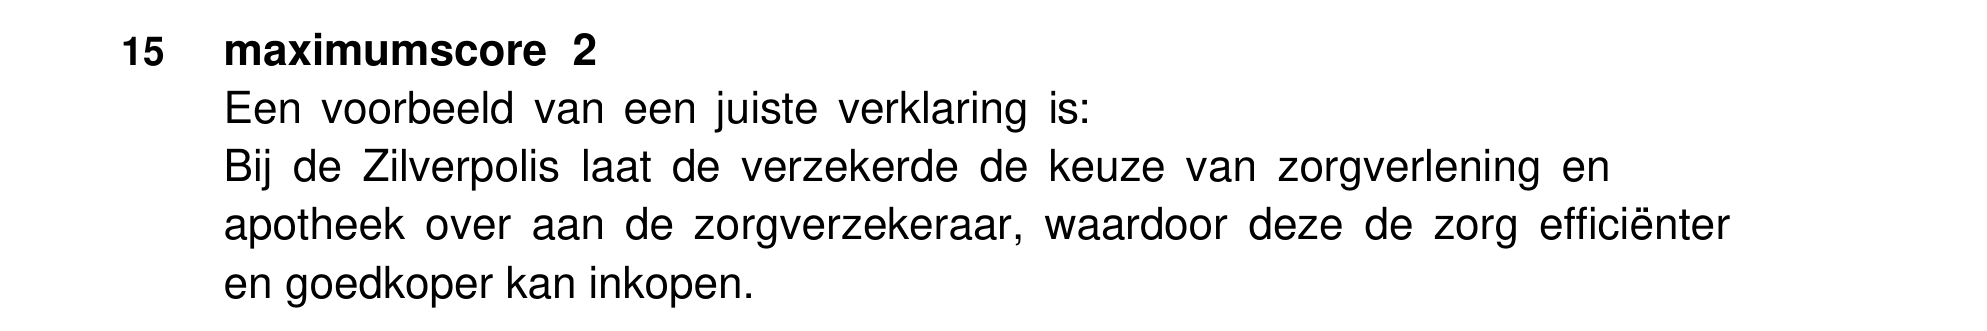 15 maximumscore 2
Een voorbeeld van een juiste verklaring is:
Bij de Zilverpolis laat de verzekerde de keuze van zorgverlening en
apotheek over aan de zorgverzekeraar, waardoor deze de zorg efficiënter
en goedkoper kan inkopen.